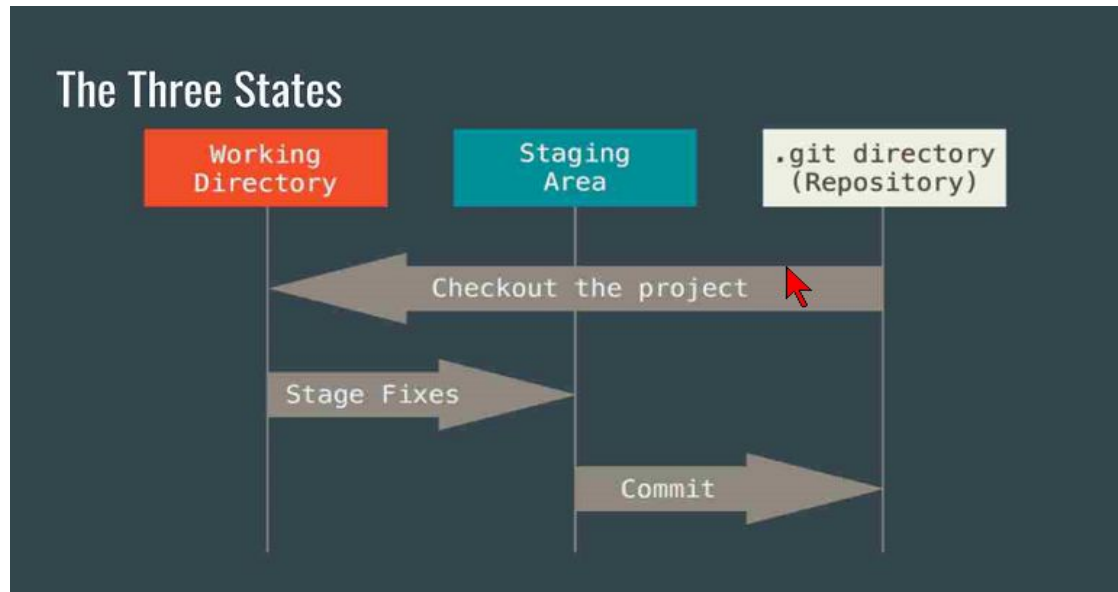 The Three States
Working
Directory
Staging
Area
.git directory
(Repository)
Checkout the project
Stage Fixes
Commit